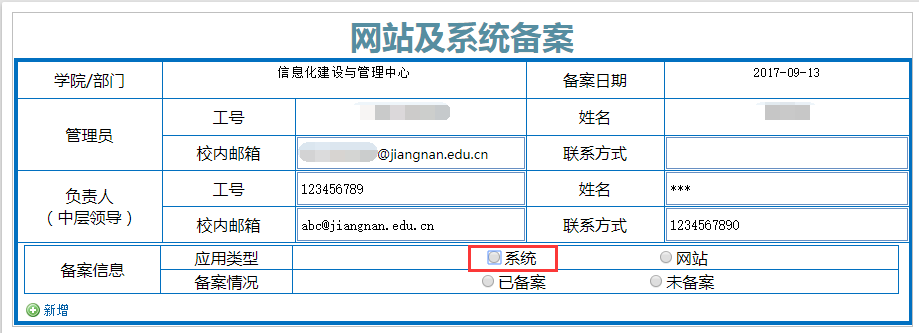 网站及系统备案
学院/部门 信息化建设与管理中心 备案日期 2017-09-13
管理员 工号 姓名
校内邮箱 @jiangnan.edu.cn 联系方式
负责人
(中层领导) 工号 123456789 姓名 ***
校内邮箱 abc@jiangnan.edu.cn 联系方式 1234567890
备案信息 应用类型 系统 网站
备案情况 已备案 未备案
新增